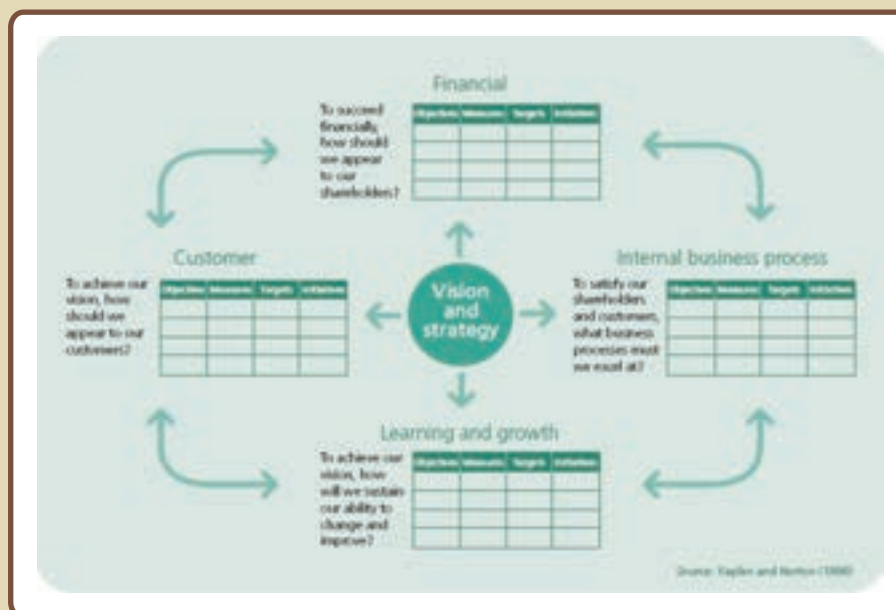 Financial
To succeed
financially,
how should
we appear
to our
shareholders?
Objectives Measures Targets Initiatives
Customer
To achieve our
vision, how
should we
appear to our
customers?
Objectives Measures Targets Initiatives
Vision
and
strategy
Internal business process
To satisfy our
shareholders
and customers,
what business
processes must
we excel at?
Objectives Measures Targets Initiatives
Learning and growth
To achieve our
vision, how
will we sustain
our ability to
change and
improve?
Objectives Measures Targets Initiatives
Source: Kaplan and Norton